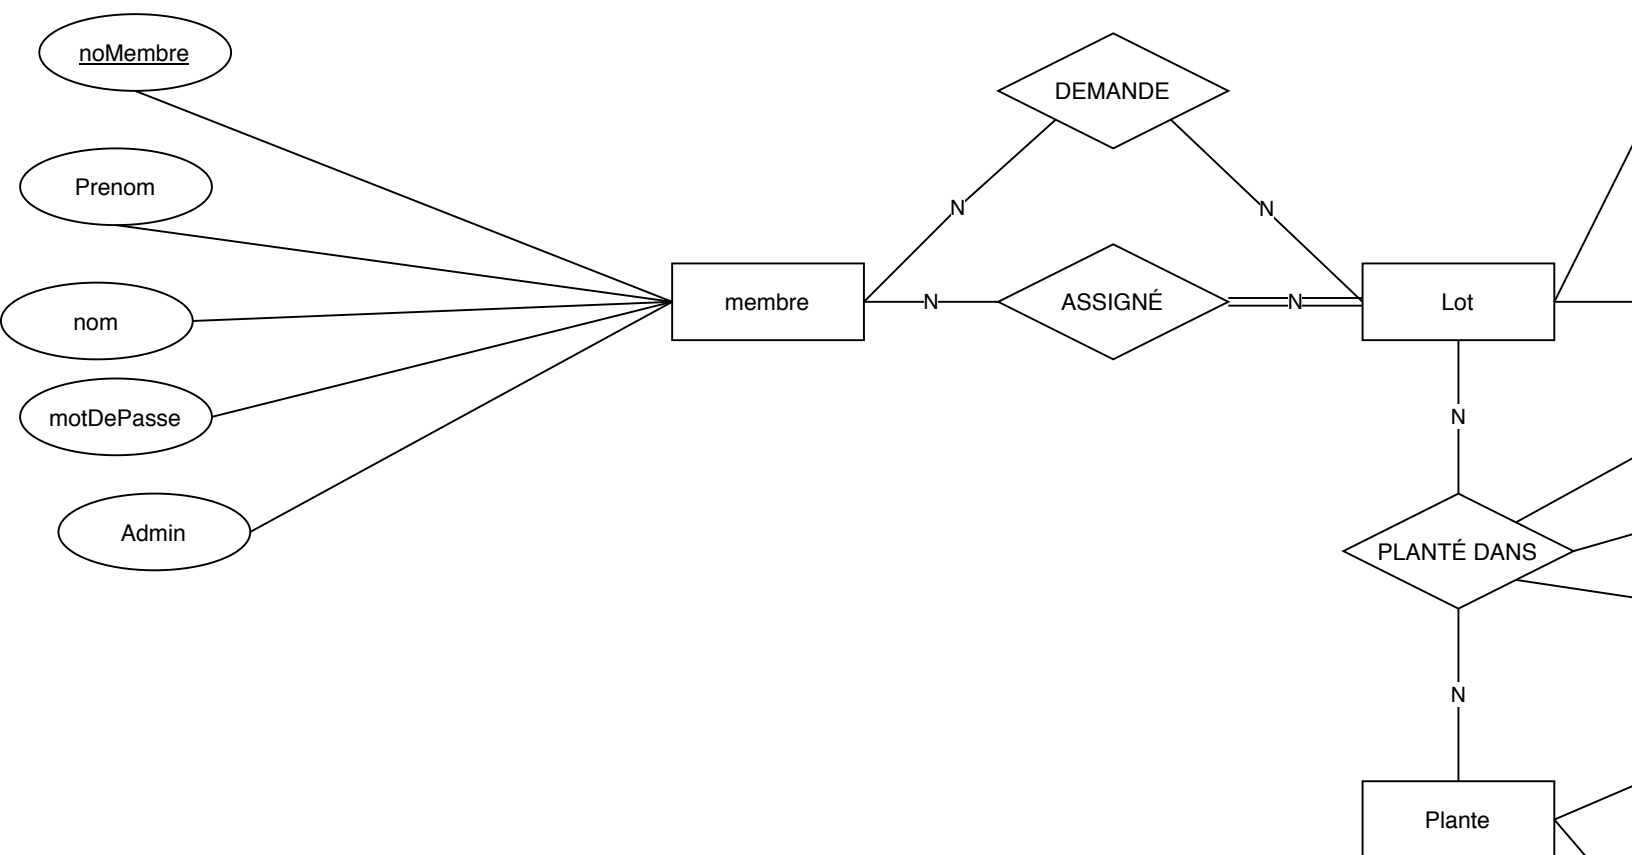 noMembre
DEMANDE
Prenom
N
N
membre
N
ASSIGNÉ
N
Lot
nom
motDePasse
N
Admin
PLANTÉ DANS
N
Plante